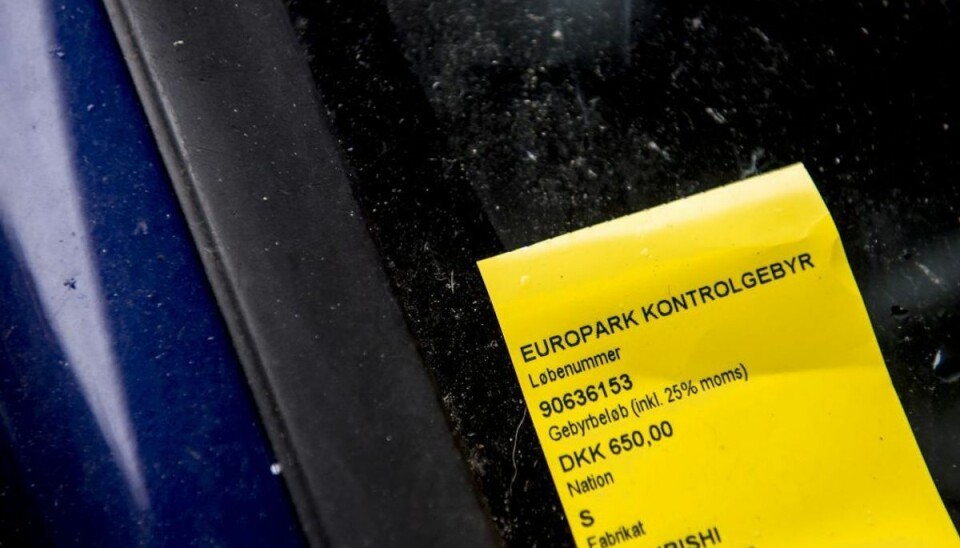 EUROPARK KONTROLGEBYR
Løbenummer
90636153
Gebyrbeløb (inkl. 25% moms)
DKK 650,00
Nation
S
Fabrikat